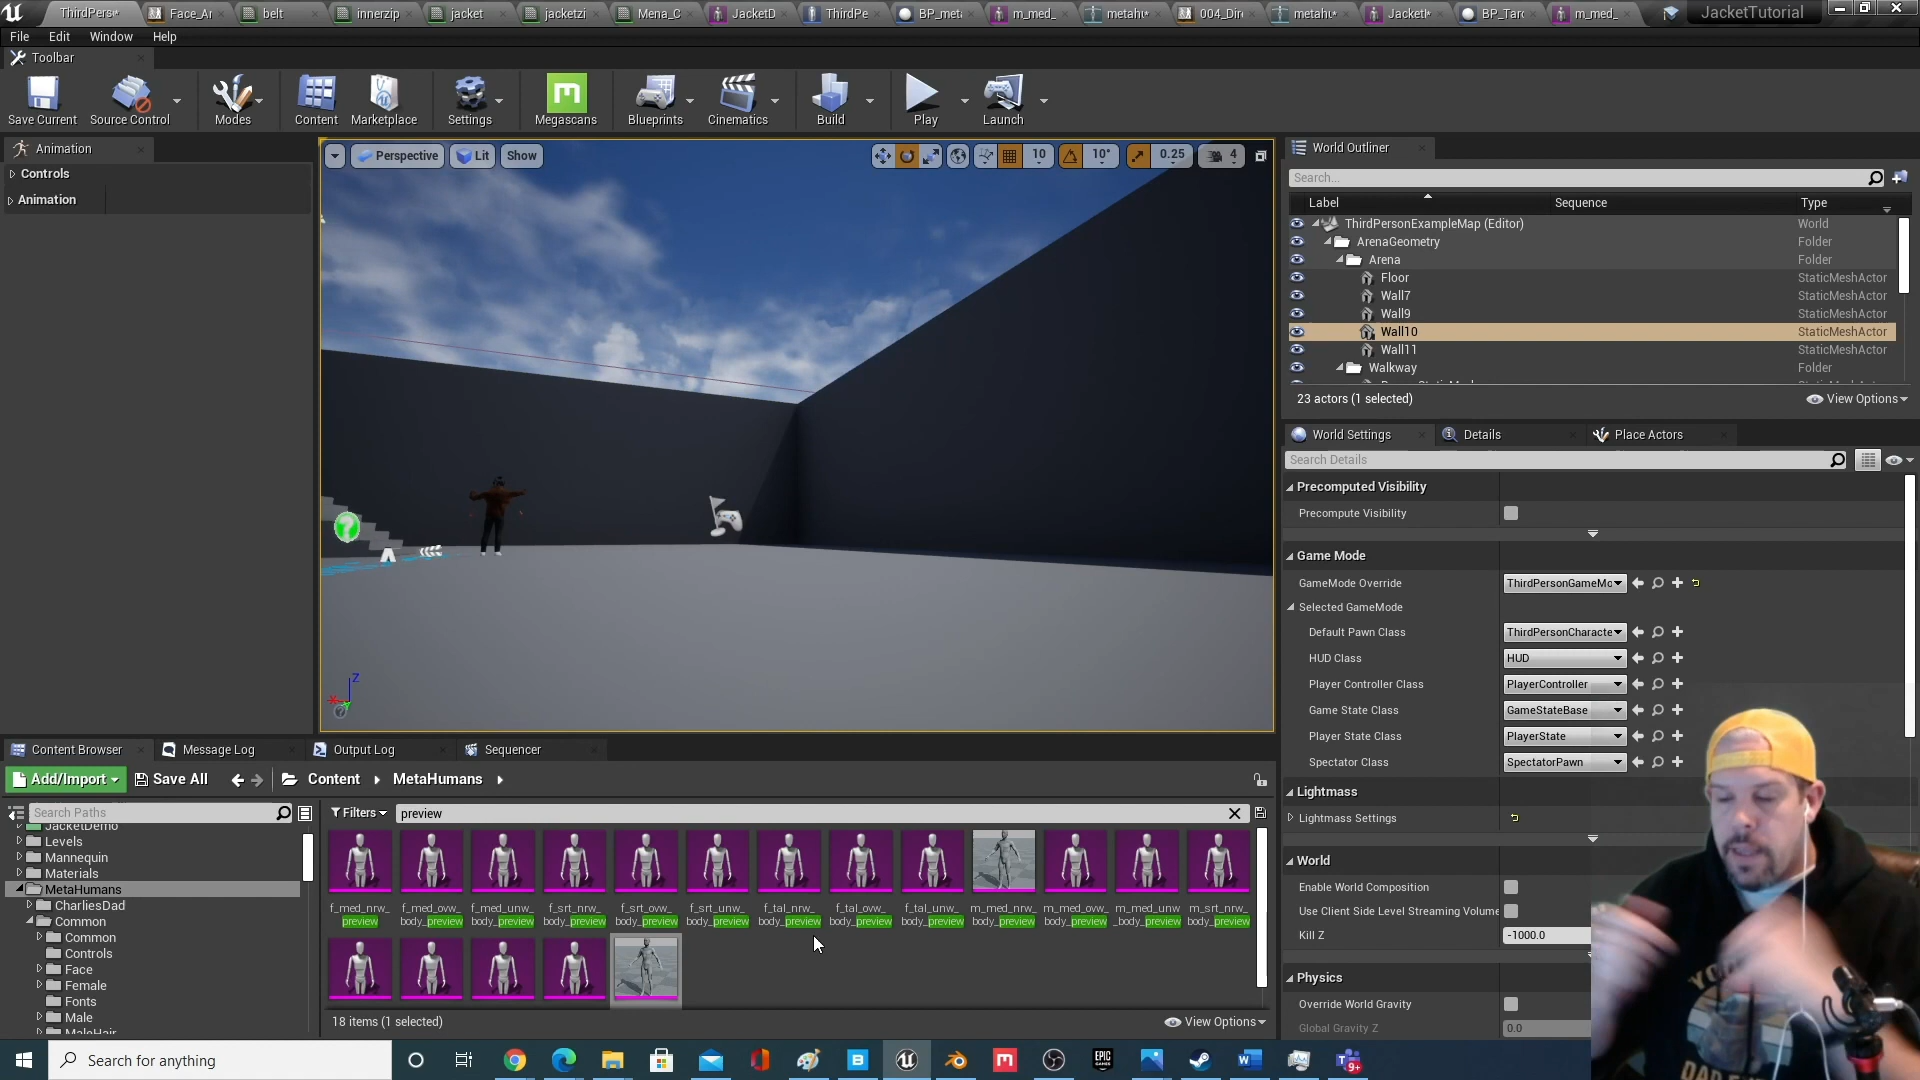 ThirdPers*
Face_Ar
belt
innerzip
jacket
jacketzi
Mena_C
JacketD
ThirdPe
BP_met
m_med_
metahu*
004_Dir
metahu*
Jacketl*
BP_Tar
m_med_
JacketTutorial
File Edit Window Help
Toolbar
Save Current
Source Control
Modes
Content
Marketplace
Settings
Megascans
Blueprints
Cinematics
Build
Play
Launch
Animation
Controls
Animation
Perspective
Lit
Show
10
10°
0.25
4
Z
World Outliner
Search...
Label Sequence Type
ThirdPersonExampleMap (Editor) World
ArenaGeometry Folder
Arena Folder
Floor StaticMeshActor
Wall7 StaticMeshActor
Wall9 StaticMeshActor
Wall10 StaticMeshActor
Wall11 StaticMeshActor
Walkway Folder
23 actors (1 selected)
View Options
World Settings
Details
Place Actors
Search Details
Precomputed Visibility
Precompute Visibility
Game Mode
GameMode Override ThirdPersonGameMo
Selected GameMode
Default Pawn Class ThirdPersonCharacte
HUD Class HUD
Player Controller Class PlayerController
Game State Class GameStateBase
Player State Class PlayerState
Spectator Class SpectatorPawn
Lightmass
Lightmass Settings
World
Enable World Composition
Use Client Side Level Streaming Volume
Kill Z -1000.0
Physics
Override World Gravity
Global Gravity Z 0.0
Content Browser
Message Log
Output Log
Sequencer
Add/Import
Save All
Content
MetaHumans
Search Paths
Filters
preview
JacketDemo
Levels
Mannequin
Materials
MetaHumans
CharliesDad
Common
Common
Controls
Face
Female
Fonts
Male
MaleHair
f_med_nrw_ preview
f_med_ovw_ body_preview
f_med_unw_ body_preview
f_srt_nrw_ body_preview
f_srt_ovw_ body_preview
f_srt_unw_ body_preview
f_tal_nrw_ body_preview
f_tal_ovw_ body_preview
f_tal_unw_ body_preview
m_med_nrw_ body_preview
m_med_ovw_ body_preview
m_med_unw _body_preview
m_srt_nrw_ body_preview
18 items (1 selected)
View Options
Search for anything
EPIC GAMES
9+